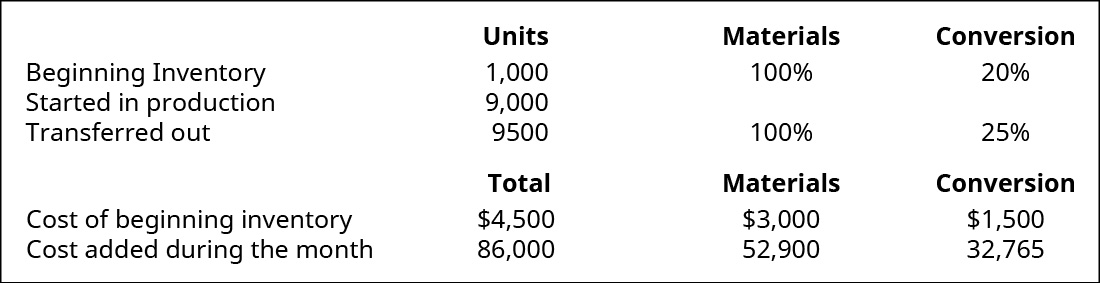 Units Materials Conversion
Beginning Inventory 1,000 100% 20%
Started in production 9,000
Transferred out 9500 100% 25%
Total Materials Conversion
Cost of beginning inventory $4,500 $3,000 $1,500
Cost added during the month 86,000 52,900 32,765